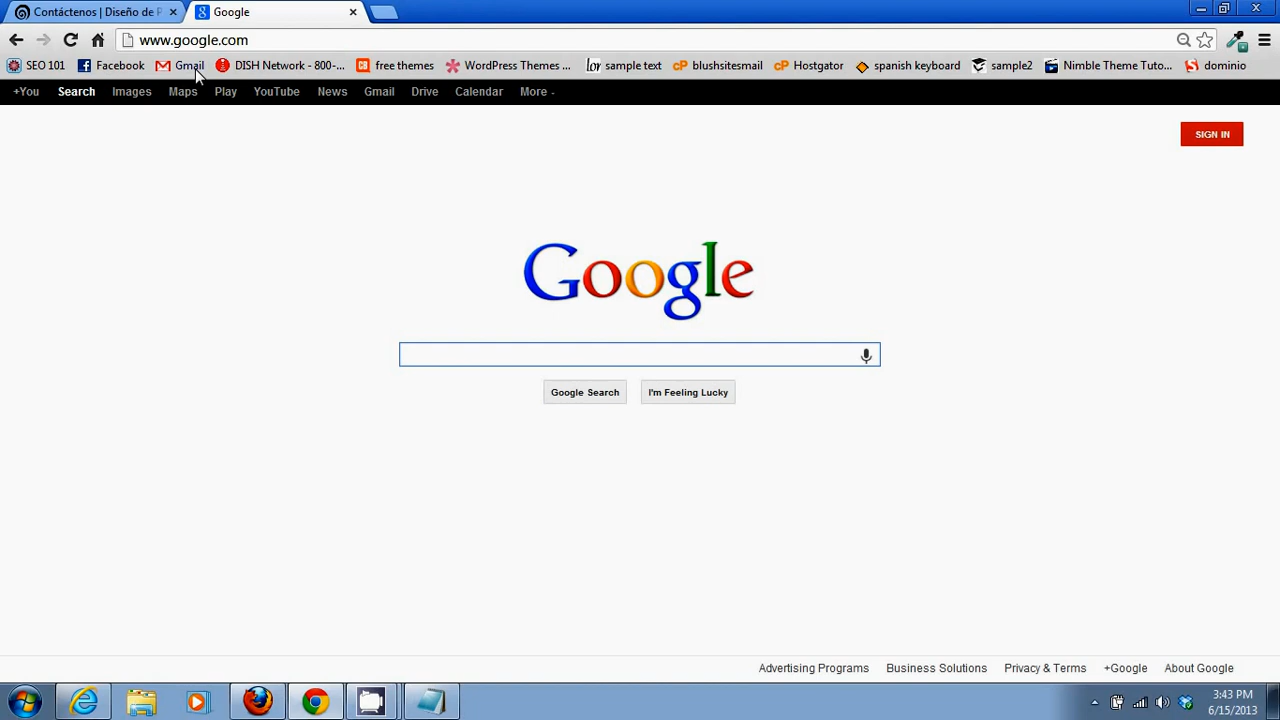 Contáctenos | Diseño de P
Google
www.google.com
SEO 101 Facebook Gmail DISH Network - 800-... free themes WordPress Themes ... lor sample text cP blushsitesmail cP Hostgator spanish keyboard sample2 Nimble Theme Tuto... dominio
+You Search Images Maps Play YouTube News Gmail Drive Calendar More
SIGN IN
Google
Google Search I'm Feeling Lucky
Advertising Programs Business Solutions Privacy & Terms +Google About Google
3:43 PM
6/15/2013